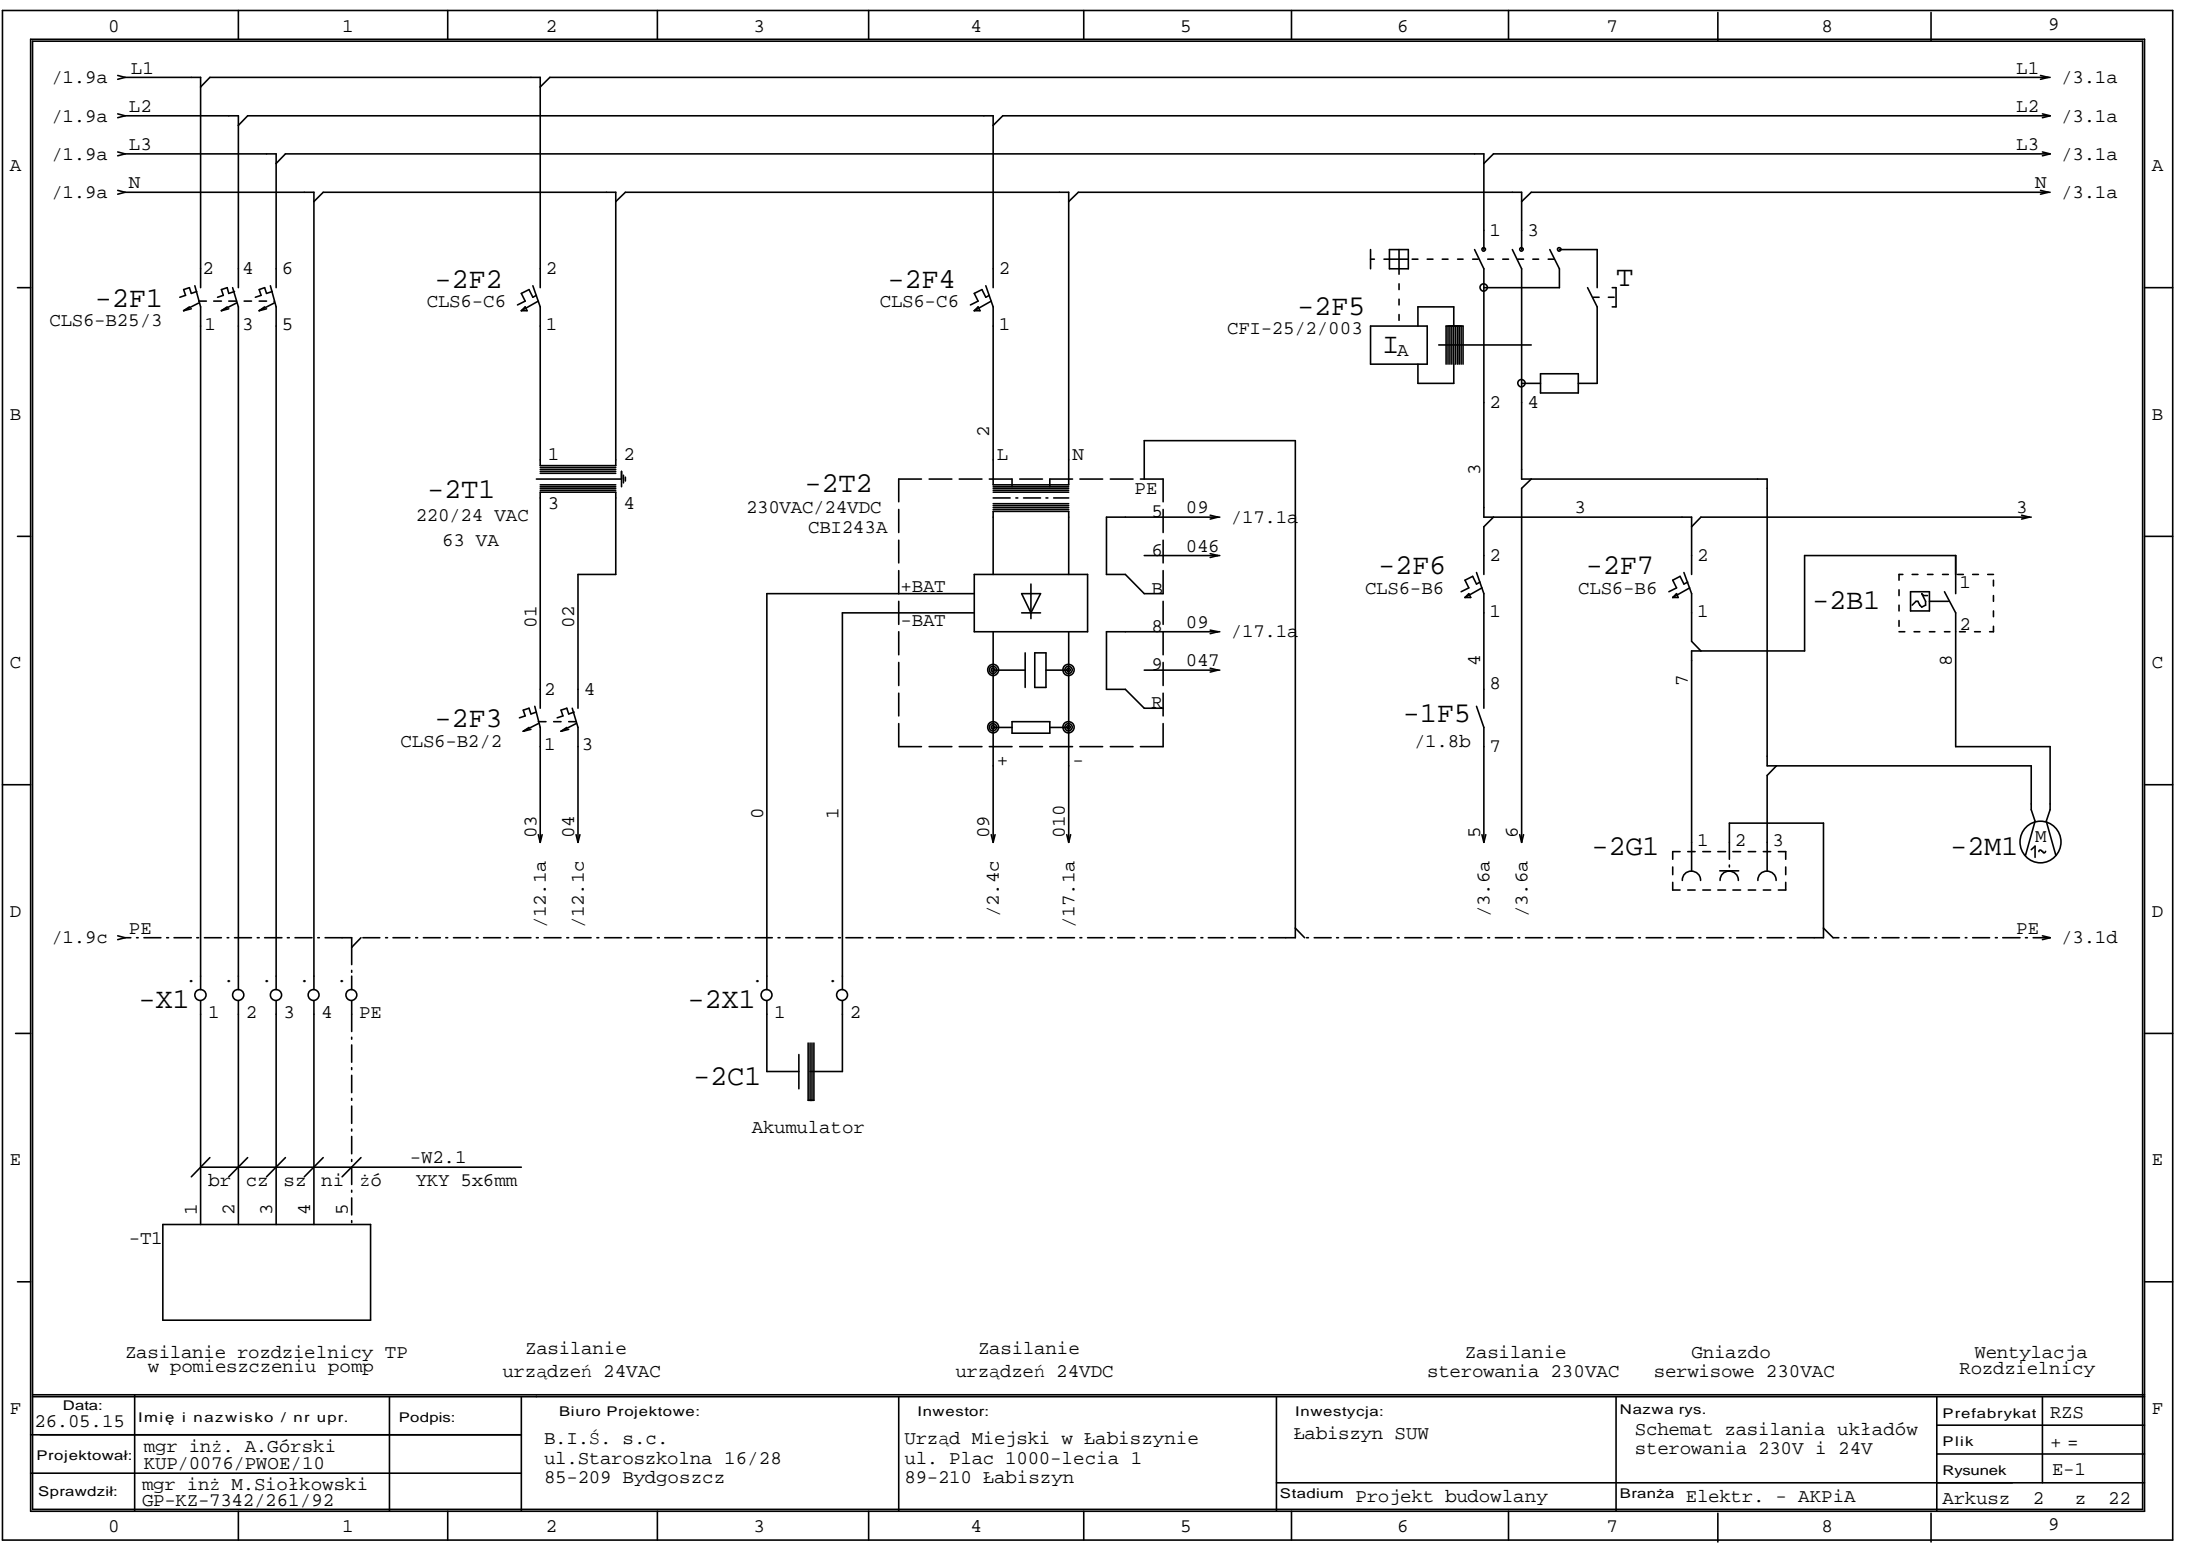 0 1 2 3 4 5 6 7 8 9
/1.9a L1 L1 /3.1a
/1.9a L2 L2 /3.1a
/1.9a L3 L3 /3.1a
/1.9a N N /3.1a
A A
B B
C C
D D
E E
F F
2 4 6
-2F1
CLS6-B25/3
1 3 5
2
-2F2
CLS6-C6
1
1 2
-2T1
220/24 VAC
63 VA
3 4
01 02
2 4
-2F3
CLS6-B2/2
1 3
03 04
/12.1a /12.1c
2
-2F4
CLS6-C6
1
2
L N
-2T2
230VAC/24VDC
CBI243A
PE
5 09 /17.1a
6 046
B
+BAT
-BAT
8 09 /17.1a
9 047
R
+ -
0 1
09 010
/2.4c /17.1a
1 3
-2F5
CFI-25/2/003
IA
T
2 4
3
3
3
2
-2F6
CLS6-B6
1
4
8
-1F5
/1.8b
7
5 6
/3.6a /3.6a
2
-2F7
CLS6-B6
1
7
-2B1
1
2
8
-2G1
1 2 3
-2M1
M
1~
/1.9c PE PE /3.1d
-X1
1 2 3 4 PE
-2X1
1 2
-2C1
Akumulator
-W2.1
br cz sz ni żó YKY 5x6mm
1 2 3 4 5
-T1
Zasilanie rozdzielnicy TP
w pomieszczeniu pomp
Zasilanie
urządzeń 24VAC
Zasilanie
urządzeń 24VDC
Zasilanie
sterowania 230VAC
Gniazdo
serwisowe 230VAC
Wentylacja
Rozdzielnicy
Data:
26.05.15
Imię i nazwisko / nr upr.
Podpis:
Projektował:
mgr inż. A.Górski
KUP/0076/PWOE/10
Sprawdził:
mgr inż M.Siołkowski
GP-KZ-7342/261/92
Biuro Projektowe:
B.I.Ś. s.c.
ul.Staroszkolna 16/28
85-209 Bydgoszcz
Inwestor:
Urząd Miejski w Łabiszynie
ul. Plac 1000-lecia 1
89-210 Łabiszyn
Inwestycja:
Łabiszyn SUW
Stadium Projekt budowlany
Nazwa rys.
Schemat zasilania układów
sterowania 230V i 24V
Branża Elektr. - AKPiA
Prefabrykat RZS
Plik + =
Rysunek E-1
Arkusz 2 z 22
0 1 2 3 4 5 6 7 8 9